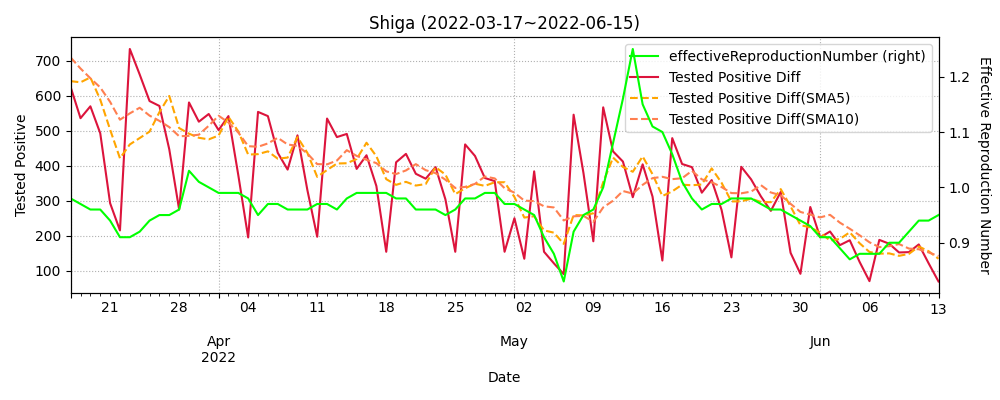 Shiga (2022-03-17~2022-06-15)
effectiveReproductionNumber (right)
Tested Positive Diff
Tested Positive Diff(SMA5)
Tested Positive Diff(SMA10)
Tested Positive
700
600
500
400
300
200
100
1.2
1.1
1.0
0.9
Effective Reproduction Number
21 28 04 11 18 25 02 09 16 23 30 06 13
Apr May Jun
2022
Date